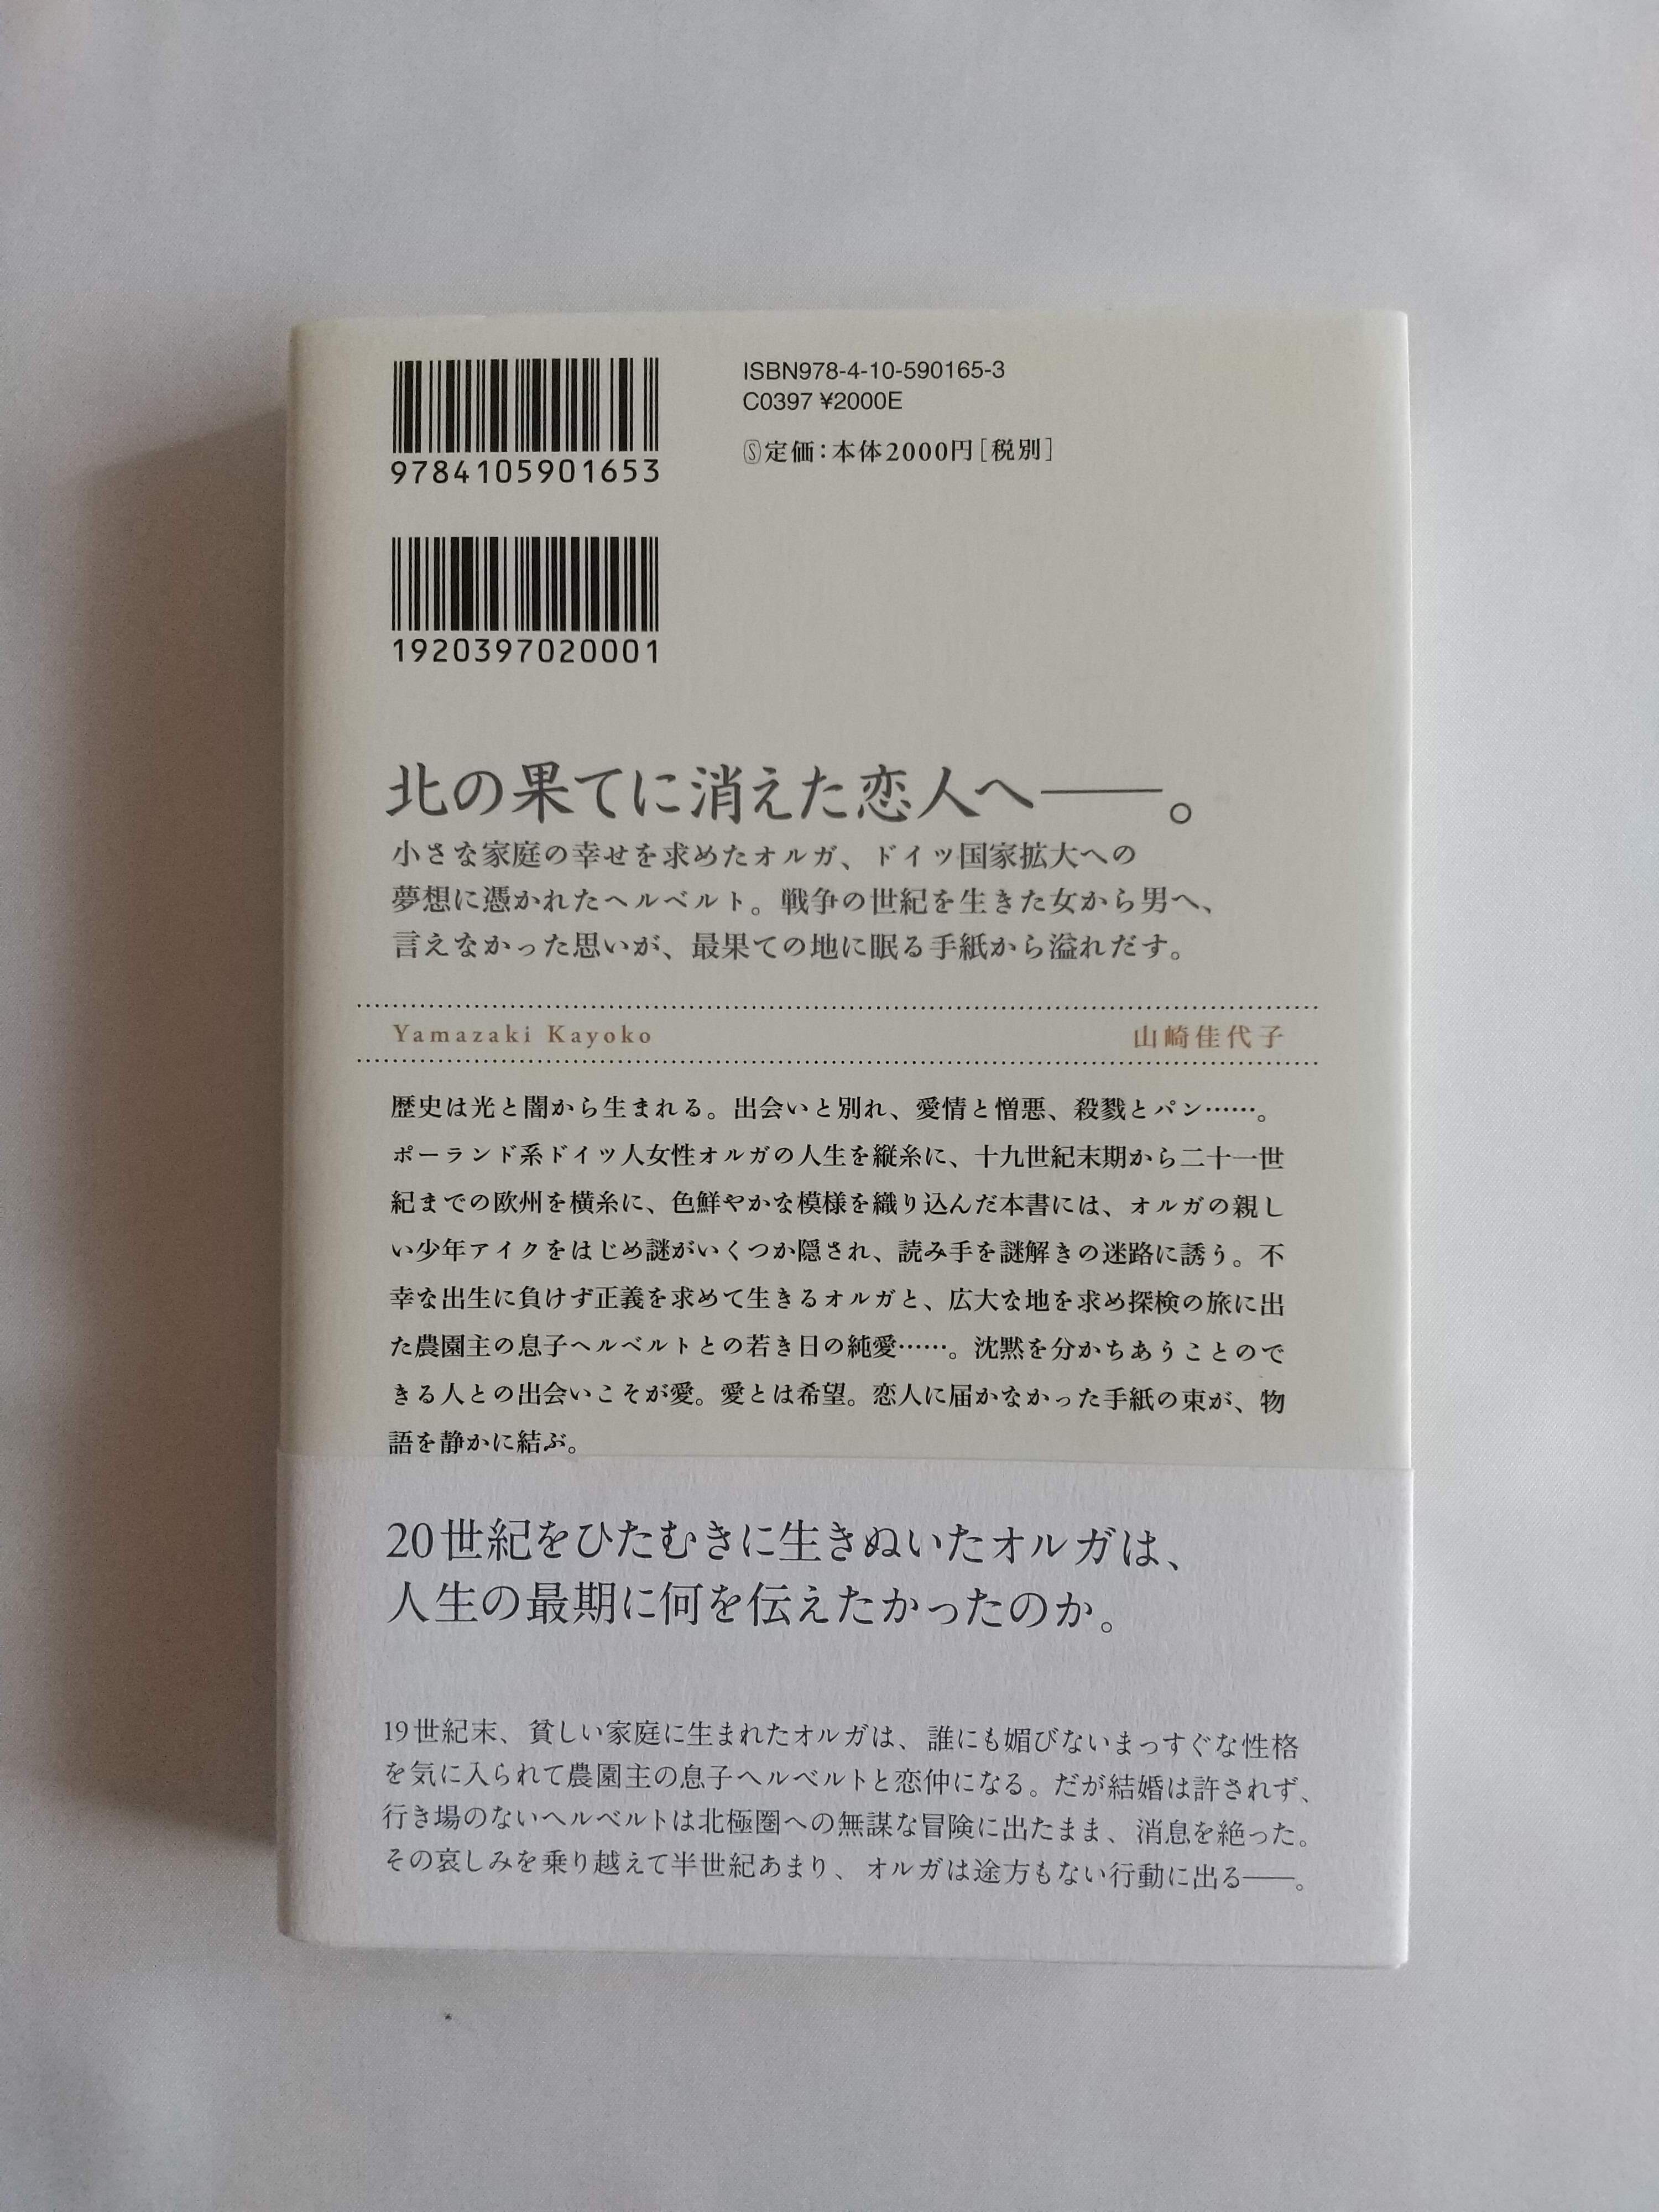 9784105901653
ISBN978-4-10-590165-3
C0397 ¥2000E
Ⓢ定価：本体2000円［税別］
1920397020001
北の果てに消えた恋人へ——。
小さな家庭の幸せを求めたオルガ、ドイツ国家拡大への
夢想に憑かれたヘルベルト。戦争の世紀を生きた女から男へ、
言えなかった思いが、最果ての地に眠る手紙から溢れだす。
Yamazaki Kayoko 山崎佳代子
歴史は光と闇から生まれる。出会いと別れ、愛情と憎悪、殺戮とパン……。
ポーランド系ドイツ人女性オルガの人生を縦糸に、十九世紀末期から二十一世
紀までの欧州を横糸に、色鮮やかな模様を織り込んだ本書には、オルガの親し
い少年アイクをはじめ謎がいくつか隠され、読み手を謎解きの迷路に誘う。不
幸な出生に負けず正義を求めて生きるオルガと、広大な地を求め探検の旅に出
た農園主の息子ヘルベルトとの若き日の純愛……。沈黙を分かちあうことので
きる人との出会いこそが愛。愛とは希望。恋人に届かなかった手紙の束が、物
語を静かに結ぶ。
20世紀をひたむきに生きぬいたオルガは、
人生の最期に何を伝えたかったのか。
19世紀末、貧しい家庭に生まれたオルガは、誰にも媚びないまっすぐな性格
を気に入られて農園主の息子ヘルベルトと恋仲になる。だが結婚は許されず、
行き場のないヘルベルトは北極圏への無謀な冒険に出たまま、消息を絶った。
その哀しみを乗り越えて半世紀あまり、オルガは途方もない行動に出る——。